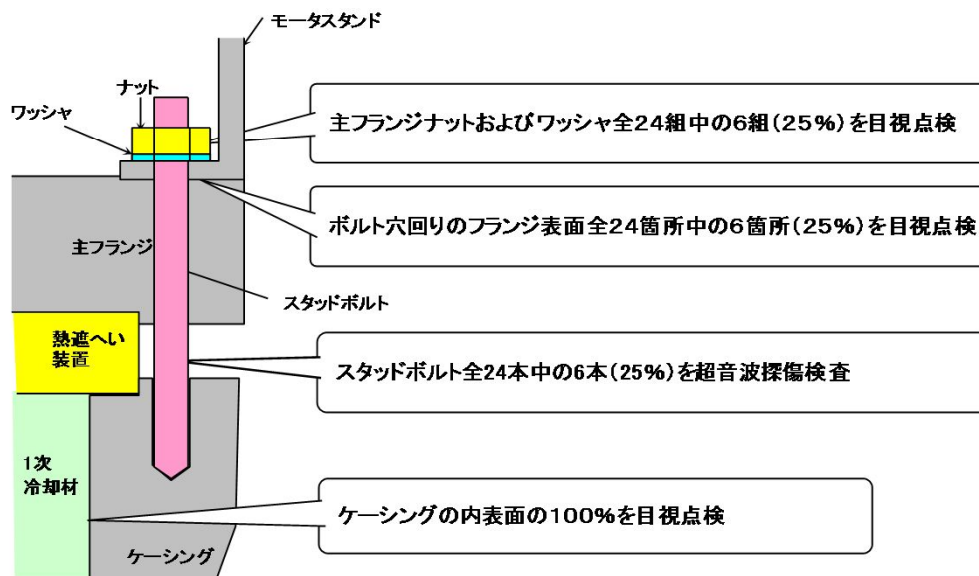 モータスタンド
ナット
ワッシャ
主フランジナットおよびワッシャ全24組中の6組(25%)を目視点検
ボルト穴回りのフランジ表面全24箇所中の6箇所(25%)を目視点検
主フランジ
スタッドボルト
熱遮へい
装置
スタッドボルト全24本中の6本(25%)を超音波探傷検査
1次
冷却材
ケーシングの内表面の100%を目視点検
ケーシング